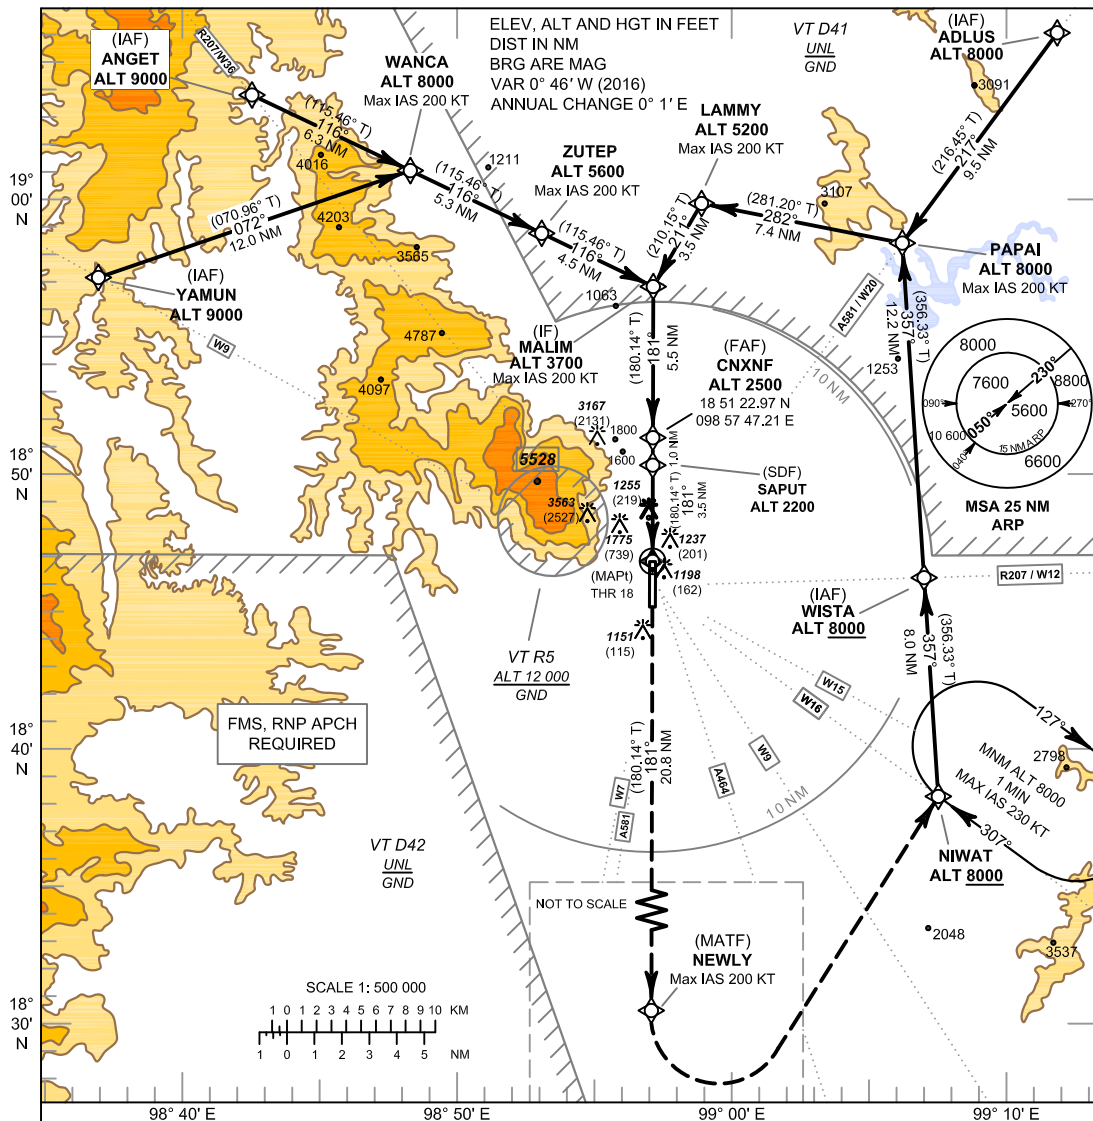 ELEV, ALT AND HGT IN FEET
DIST IN NM
BRG ARE MAG
VAR 0° 46' W (2016)
ANNUAL CHANGE 0° 1' E
(IAF)
ANGET
ALT 9000
R207/W36
WANCA
ALT 8000
Max IAS 200 KT
VT D41
UNL
GND
(IAF)
ADLUS
ALT 8000
3091
LAMMY
ALT 5200
Max IAS 200 KT
ZUTEP
ALT 5600
Max IAS 200 KT
(115.46° T)
116°
6.3 NM
4016
1211
(115.46° T)
116°
5.3 NM
(216.45° T)
217°
9.5 NM
19°
00'
N
(070.96° T)
072°
12.0 NM
4203
3565
(115.46° T)
116°
4.5 NM
(210.15° T)
211°
3.5 NM
3107
(281.20° T)
282°
7.4 NM
PAPAI
ALT 8000
Max IAS 200 KT
(IAF)
YAMUN
ALT 9000
1063
A581 / W20
(356.33° T)
357°
12.2 NM
1253
W9
4787
4097
(IF)
MALIM
ALT 3700
Max IAS 200 KT
(180.14° T)
181°
5.5 NM
(FAF)
CNXNF
ALT 2500
18 51 22.97 N
098 57 47.21 E
10 NM
8000
7600
230°
8800
090°
270°
5600
050°
10 600
040°
15 NM ARP
6600
MSA 25 NM
ARP
18°
50'
N
3167
(2131)
1800
1600
1.0 NM
5528
(SDF)
SAPUT
ALT 2200
1255
(219)
(180.14° T)
181°
3.5 NM
3563
(2527)
1775
(739)
1237
(201)
(MAPt)
THR 18
1198
(162)
R207 / W12
(IAF)
WISTA
ALT 8000
1151
(115)
VT R5
ALT 12 000
GND
(356.33° T)
357°
8.0 NM
FMS, RNP APCH
REQUIRED
W15
W16
W9
18°
40'
N
(180.14° T)
181°
20.8 NM
W7
A581
A464
10 NM
127°
2798
MNM ALT 8000
1 MIN
MAX IAS 230 KT
307°
NIWAT
ALT 8000
VT D42
UNL
GND
NOT TO SCALE
2048
3537
(MATF)
NEWLY
Max IAS 200 KT
SCALE 1: 500 000
1 0 1 2 3 4 5 6 7 8 9 10 KM
1 0 1 2 3 4 5 NM
18°
30'
N
98° 40' E
98° 50' E
99° 00' E
99° 10' E